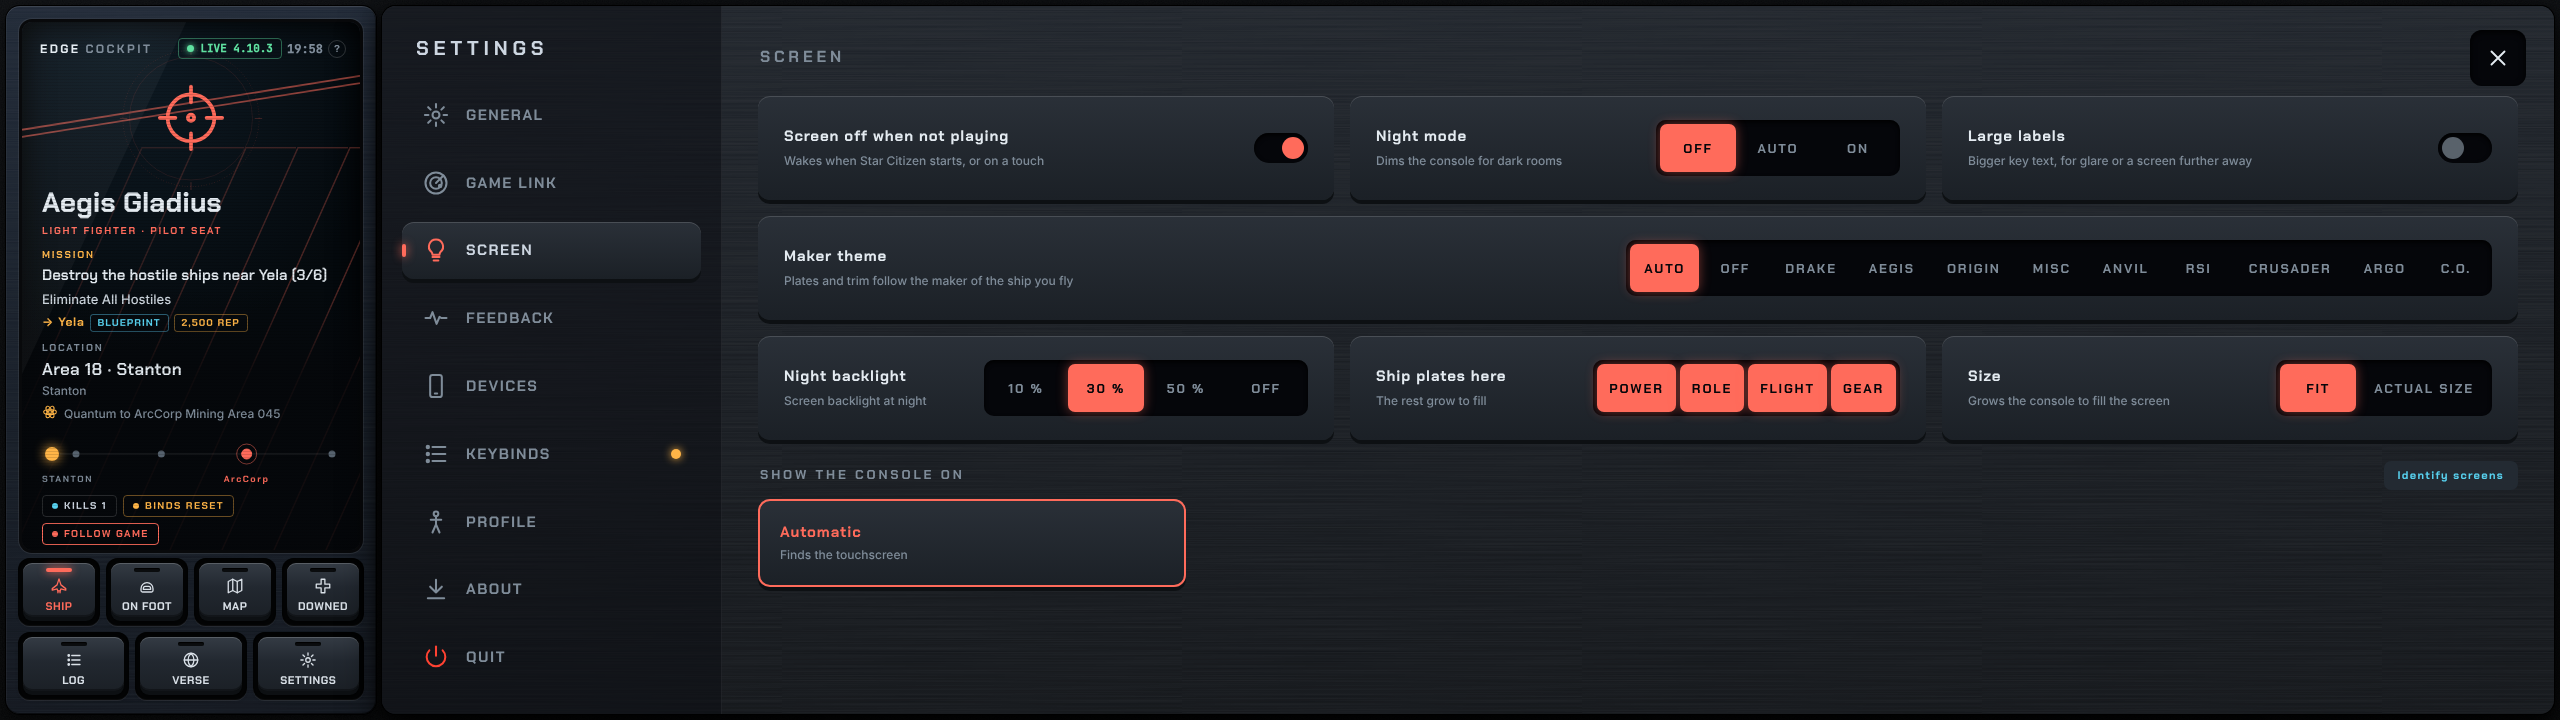 EDGE COCKPIT
LIVE 4.10.3
19:58
?
Aegis Gladius
LIGHT FIGHTER · PILOT SEAT
MISSION
Destroy the hostile ships near Yela (3/6)
Eliminate All Hostiles
→ Yela BLUEPRINT 2,500 REP
LOCATION
Area 18 · Stanton
Stanton
Quantum to ArcCorp Mining Area 045
STANTON ArcCorp
KILLS 1 BINDS RESET
FOLLOW GAME
SHIP ON FOOT MAP DOWNED
LOG VERSE SETTINGS
SETTINGS
GENERAL
GAME LINK
SCREEN
FEEDBACK
DEVICES
KEYBINDS
PROFILE
ABOUT
QUIT
SCREEN
Screen off when not playing
Wakes when Star Citizen starts, or on a touch
Night mode
Dims the console for dark rooms
OFF AUTO ON
Large labels
Bigger key text, for glare or a screen further away
Maker theme
Plates and trim follow the maker of the ship you fly
AUTO OFF DRAKE AEGIS ORIGIN MISC ANVIL RSI CRUSADER ARGO C.O.
Night backlight
Screen backlight at night
10 % 30 % 50 % OFF
Ship plates here
The rest grow to fill
POWER ROLE FLIGHT GEAR
Size
Grows the console to fill the screen
FIT ACTUAL SIZE
SHOW THE CONSOLE ON
Identify screens
Automatic
Finds the touchscreen